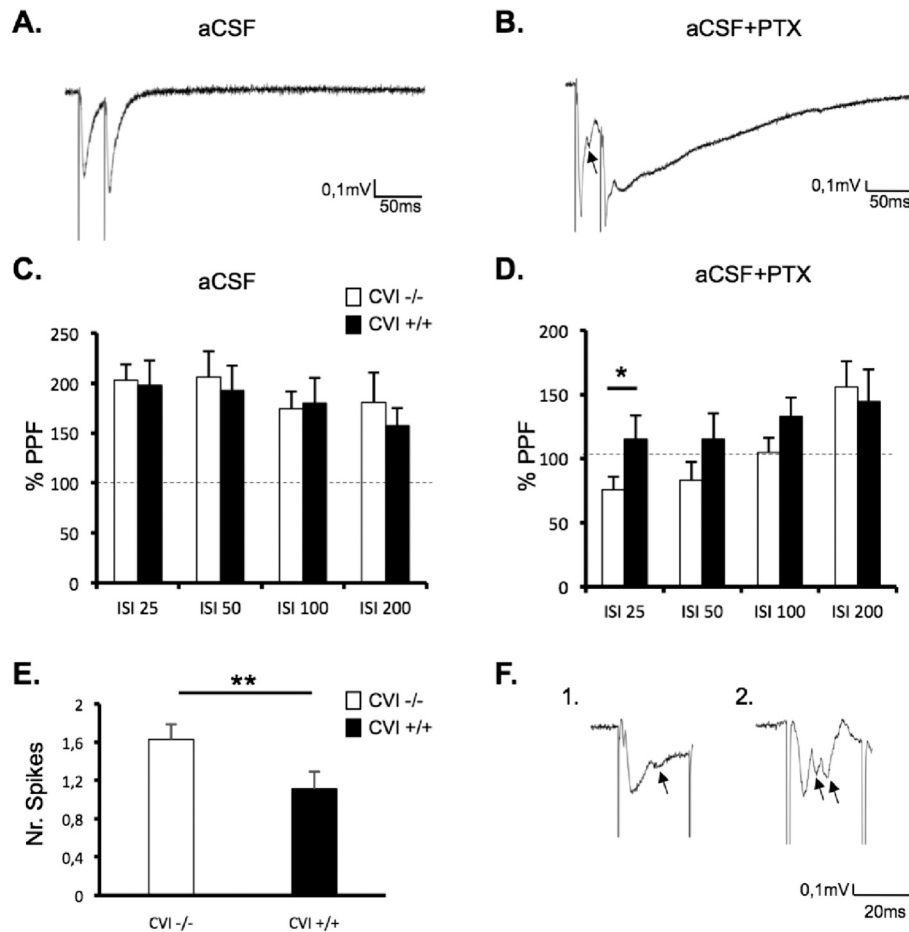 A.
aCSF
0,1mV
50ms
B.
aCSF+PTX
0,1mV
50ms
C.
aCSF
CVI -/-
CVI +/+
% PPF
250
200
150
100
50
0
ISI 25 ISI 50 ISI 100 ISI 200
D.
aCSF+PTX
% PPF
200
150
100
50
0
*
ISI 25 ISI 50 ISI 100 ISI 200
E.
**
CVI -/-
CVI +/+
Nr. Spikes
2
1,6
1,2
0,8
0,4
0
CVI -/- CVI +/+
F.
1.
2.
0,1mV
20ms